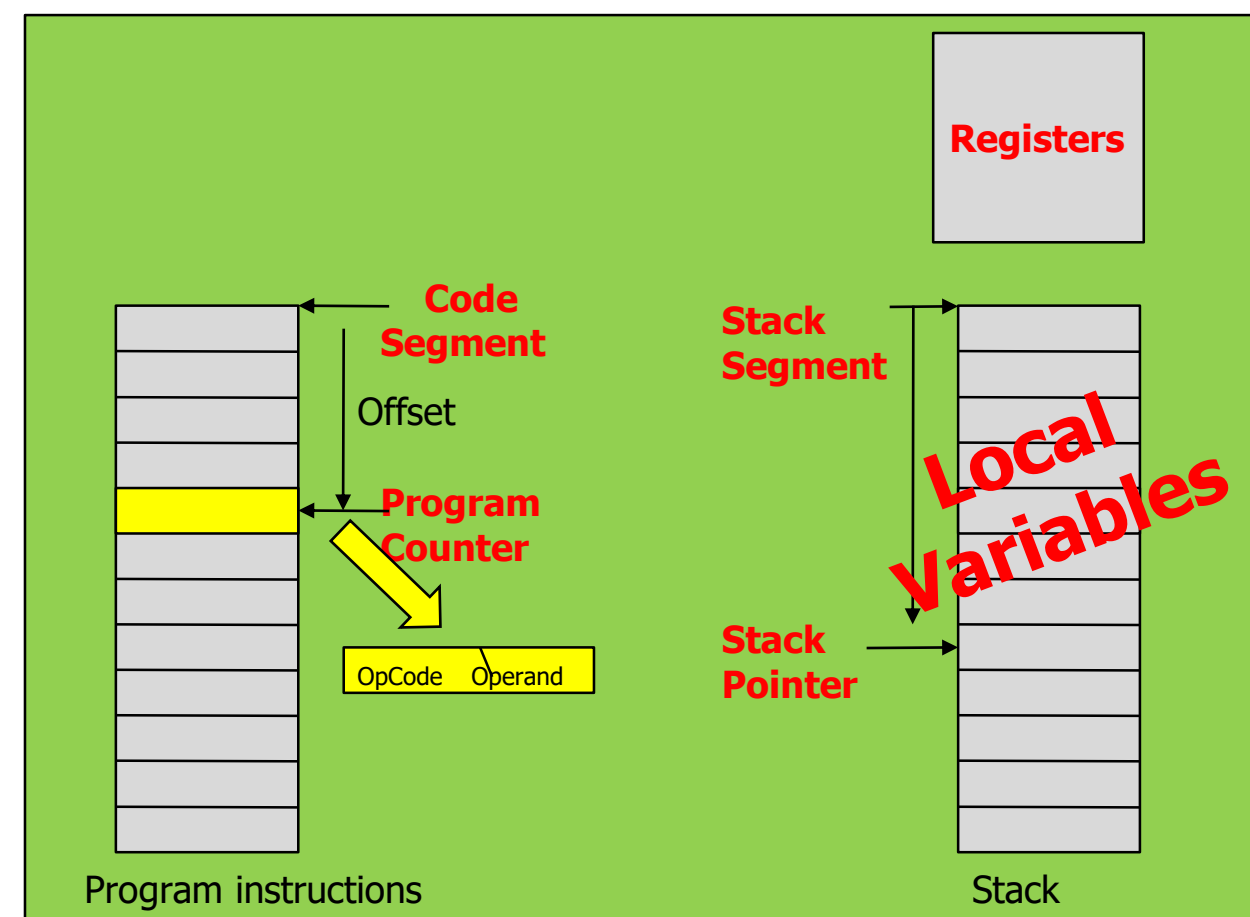 Registers
Code
Segment
Offset
Program
Counter
OpCode Operand
Program instructions
Stack
Segment
Local
Variables
Stack
Pointer
Stack